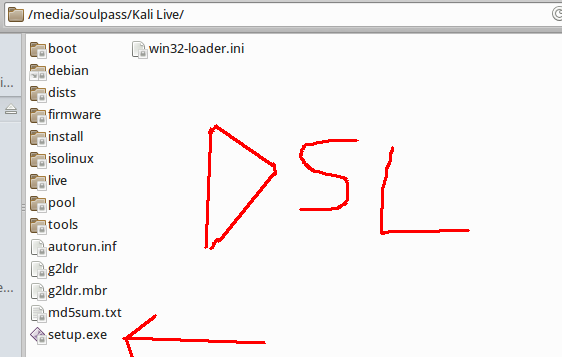 /media/soulpass/Kali Live/
boot
win32-loader.ini
debian
dists
firmware
install
isolinux
live
pool
tools
autorun.inf
g2ldr
g2ldr.mbr
md5sum.txt
setup.exe
DSL
i...
e...